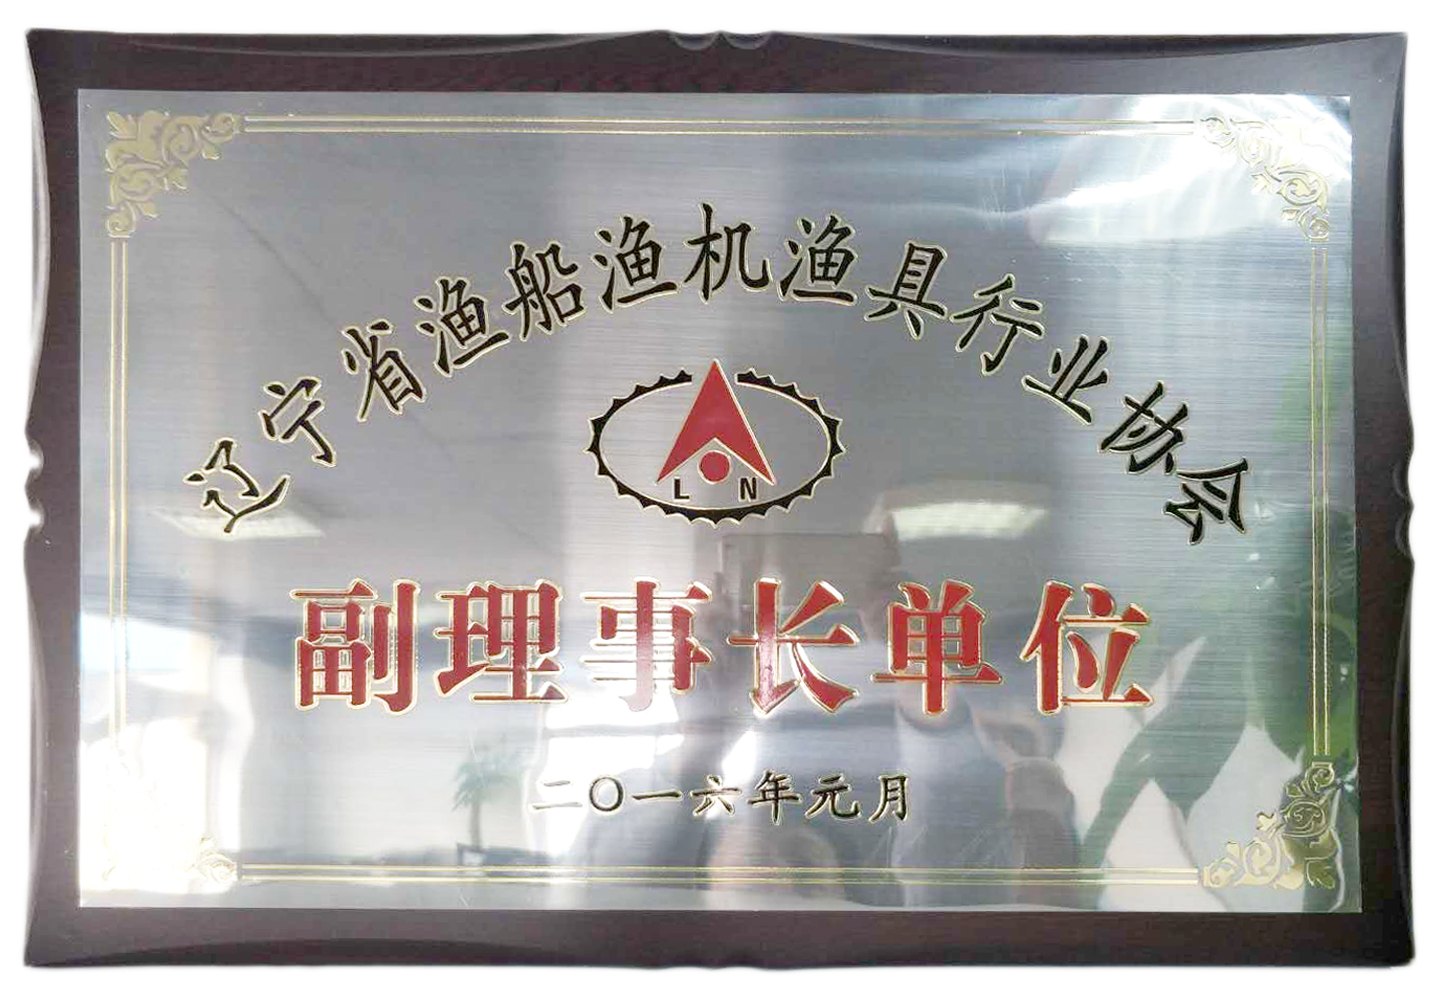 辽宁省渔船渔机渔具行业协会
L N
副理事长单位
二〇一六年元月